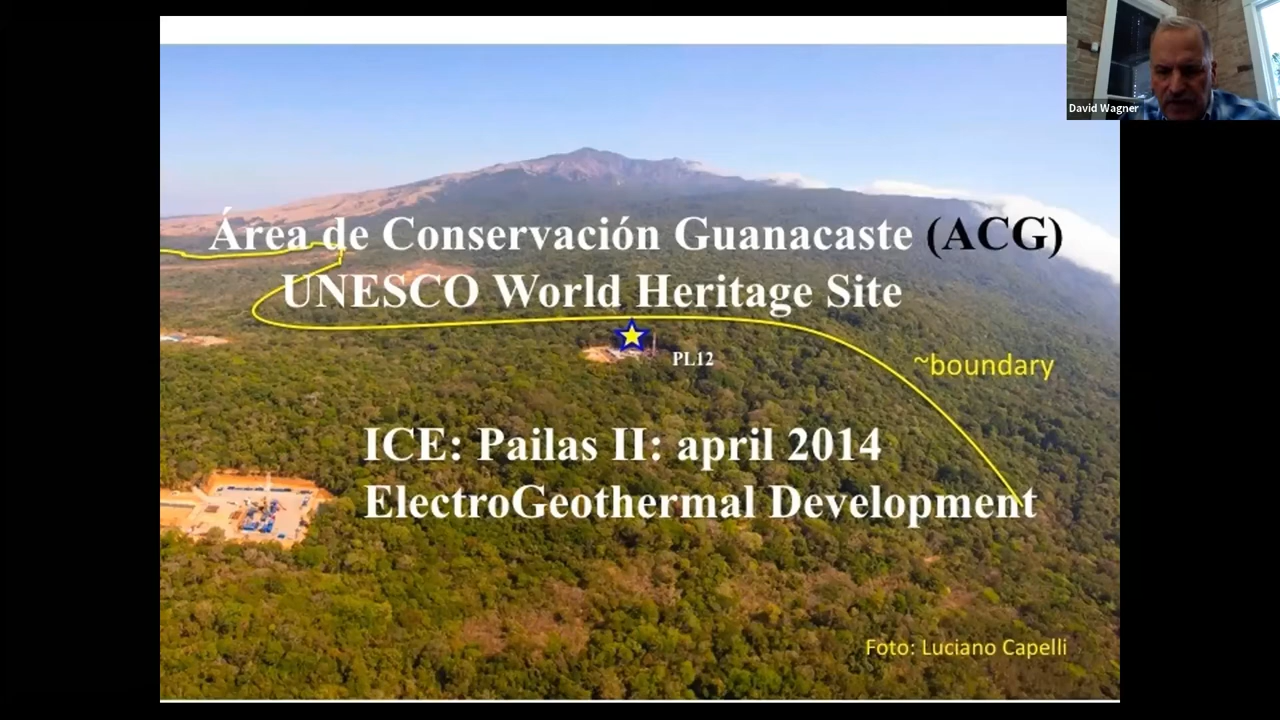 David Wagner
Área de Conservación Guanacaste (ACG)
UNESCO World Heritage Site
PL12
~boundary
ICE: Pailas II: april 2014
ElectroGeothermal Development
Foto: Luciano Capelli